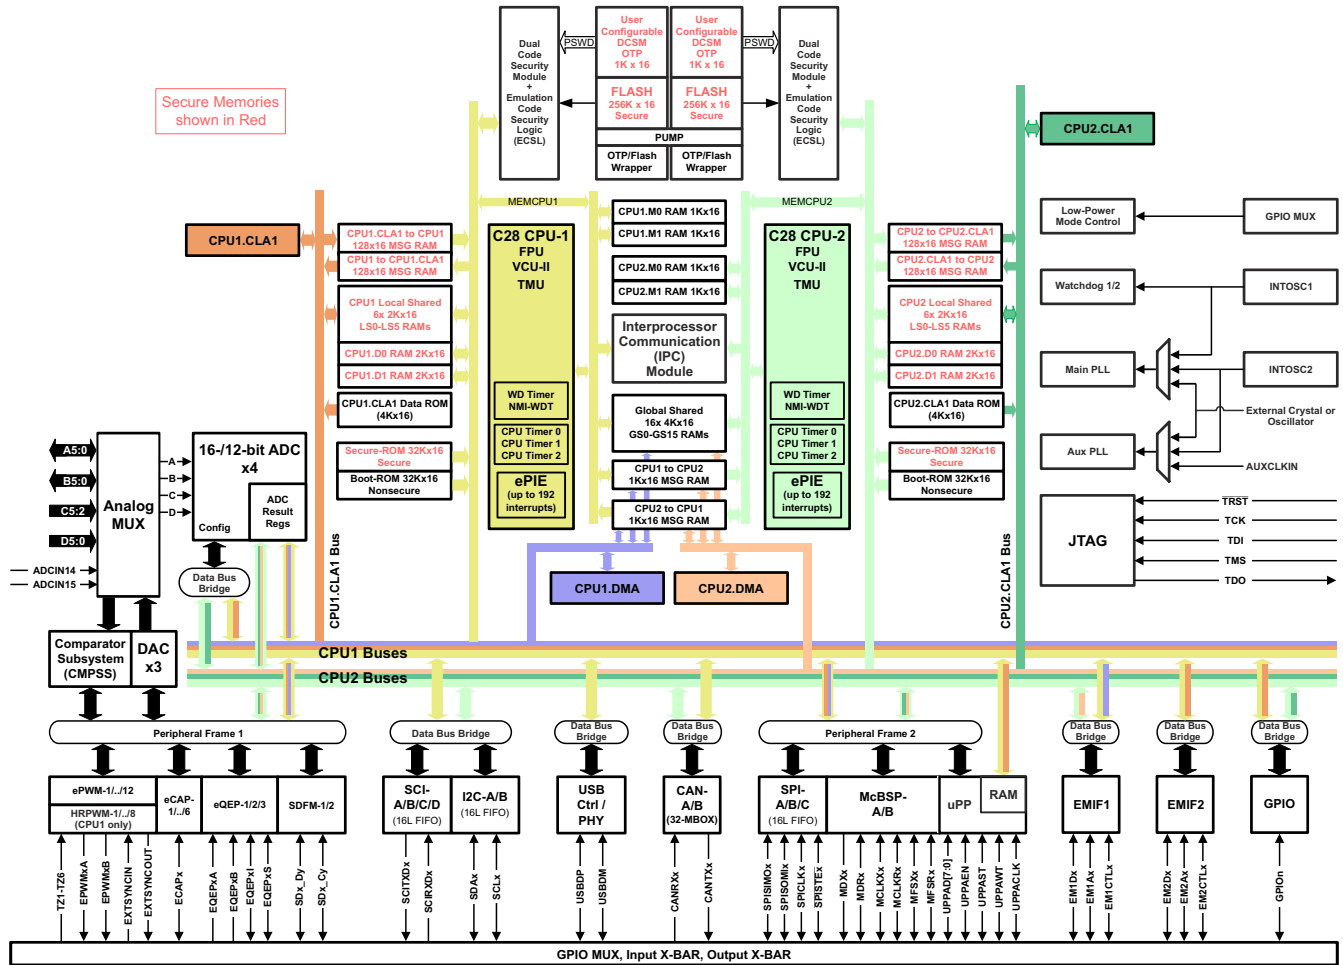 Secure Memories
shown in Red
Dual
Code
Security
Module
+
Emulation
Code
Security
Logic
(ECSL)
PSWD
User
Configurable
DCSM
OTP
1K x 16
User
Configurable
DCSM
OTP
1K x 16
PSWD
Dual
Code
Security
Module
+
Emulation
Code
Security
Logic
(ECSL)
FLASH
256K x 16
Secure
FLASH
256K x 16
Secure
PUMP
OTP/Flash
Wrapper
OTP/Flash
Wrapper
CPU2.CLA1
CPU1.CLA1
MEMCPU1
MEMCPU2
CPU1.CLA1 to CPU1
128x16 MSG RAM
CPU1 to CPU1.CLA1
128x16 MSG RAM
CPU1 Local Shared
6x 2Kx16
LS0-LS5 RAMs
CPU1.D0 RAM 2Kx16
CPU1.D1 RAM 2Kx16
CPU1.CLA1 Data ROM
(4Kx16)
Secure-ROM 32Kx16
Secure
Boot-ROM 32Kx16
Nonsecure
C28 CPU-1
FPU
VCU-II
TMU
WD Timer
NMI-WDT
CPU Timer 0
CPU Timer 1
CPU Timer 2
ePIE
(up to 192
interrupts)
CPU1.M0 RAM 1Kx16
CPU1.M1 RAM 1Kx16
CPU2.M0 RAM 1Kx16
CPU2.M1 RAM 1Kx16
Interprocessor
Communication
(IPC)
Module
Global Shared
16x 4Kx16
GS0-GS15 RAMs
CPU1 to CPU2
1Kx16 MSG RAM
CPU2 to CPU1
1Kx16 MSG RAM
C28 CPU-2
FPU
VCU-II
TMU
WD Timer
NMI-WDT
CPU Timer 0
CPU Timer 1
CPU Timer 2
ePIE
(up to 192
interrupts)
CPU2 to CPU2.CLA1
128x16 MSG RAM
CPU2.CLA1 to CPU2
128x16 MSG RAM
CPU2 Local Shared
6x 2Kx16
LS0-LS5 RAMs
CPU2.D0 RAM 2Kx16
CPU2.D1 RAM 2Kx16
CPU2.CLA1 Data ROM
(4Kx16)
Secure-ROM 32Kx16
Secure
Boot-ROM 32Kx16
Nonsecure
Low-Power
Mode Control
GPIO MUX
Watchdog 1/2
INTOSC1
Main PLL
INTOSC2
External Crystal or
Oscillator
Aux PLL
AUXCLKIN
JTAG
TRST
TCK
TDI
TMS
TDO
A5:0
B5:0
C5:2
D5:0
ADCIN14
ADCIN15
Analog
MUX
A
B
C
D
16-/12-bit ADC
x4
ADC
Result
Regs
Config
Data Bus
Bridge
CPU1.CLA1 Bus
CPU1.DMA
CPU2.DMA
CPU2.CLA1 Bus
Comparator
Subsystem
(CMPSS)
DAC
x3
CPU1 Buses
CPU2 Buses
Peripheral Frame 1
Data Bus Bridge
Data Bus
Bridge
Data Bus
Bridge
Peripheral Frame 2
Data Bus
Bridge
Data Bus
Bridge
Data Bus
Bridge
ePWM-1/../12
HRPWM-1/../8
(CPU1 only)
eCAP-
1/../6
eQEP-1/2/3
SDFM-1/2
SCI-
A/B/C/D
(16L FIFO)
I2C-A/B
(16L FIFO)
USB
Ctrl /
PHY
CAN-
A/B
(32-MBOX)
SPI-
A/B/C
(16L FIFO)
McBSP-
A/B
uPP
RAM
EMIF1
EMIF2
GPIO
TZ1-TZ6
EPWMxA
EPWMxB
EXTSYNCIN
EXTSYNCOUT
ECAPx
EQEPxA
EQEPxB
EQEPxI
EQEPxS
SDx_Dy
SDx_Cy
SCITXDx
SCIRXDx
SDAx
SCLx
USBDP
USBDM
CANRXx
CANTXx
SPISIMOx
SPISOMIx
SPICLKx
SPISTEx
MDXx
MDRx
MCLKXx
MCLKRx
MFSXx
MFSRx
UPPAD[7:0]
UPPAEN
UPPAST
UPPAWT
UPPACLK
EM1Dx
EM1Ax
EM1CTLx
EM2Dx
EM2Ax
EM2CTLx
GPIOn
GPIO MUX, Input X-BAR, Output X-BAR